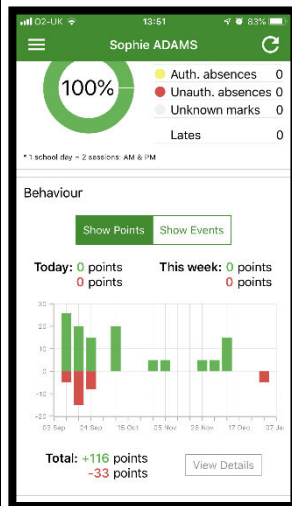 O2-UK 13:51 83%
Sophie ADAMS
100%
Auth. absences 0
Unauth. absences 0
Unknown marks 0
Lates 0
* 1 school day = 2 sessions: AM & PM
Behaviour
Show Points Show Events
Today: 0 points This week: 0 points
0 points 0 points
30
20
10
0
-10
-20
03 Sep 24 Sep 15 Oct 05 Nov 26 Nov 17 Dec 07 Ja
Total: +116 points
-33 points
View Details